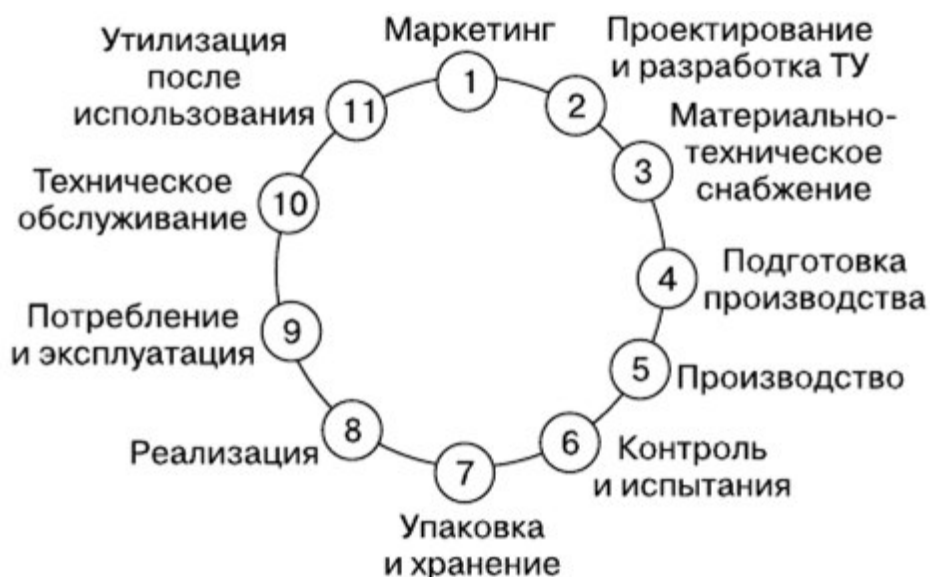 Маркетинг
1
Проектирование
и разработка ТУ
2
Материально-
техническое
снабжение
3
Подготовка
производства
4
Производство
5
Контроль
и испытания
6
Упаковка
и хранение
7
Реализация
8
Потребление
и эксплуатация
9
Техническое
обслуживание
10
Утилизация
после
использования
11